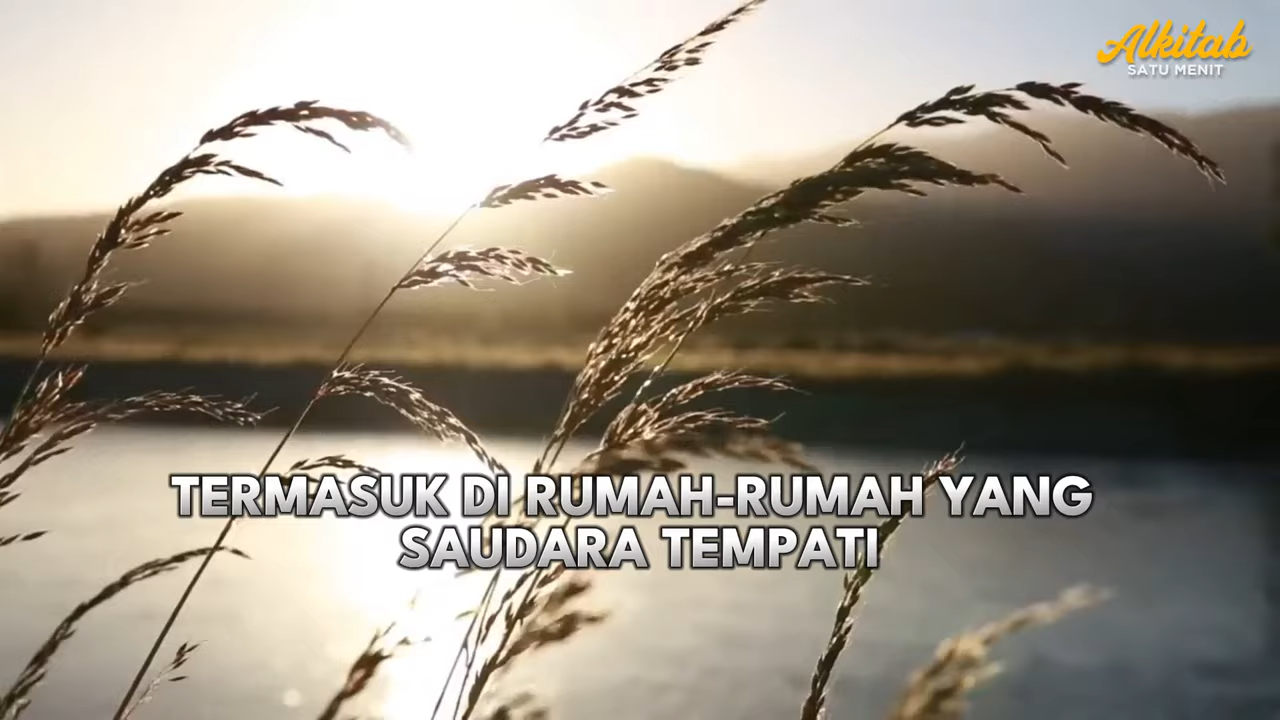 Alkitab
SATU MENIT
TERMASUK DI RUMAH-RUMAH YANG
SAUDARA TEMPATI